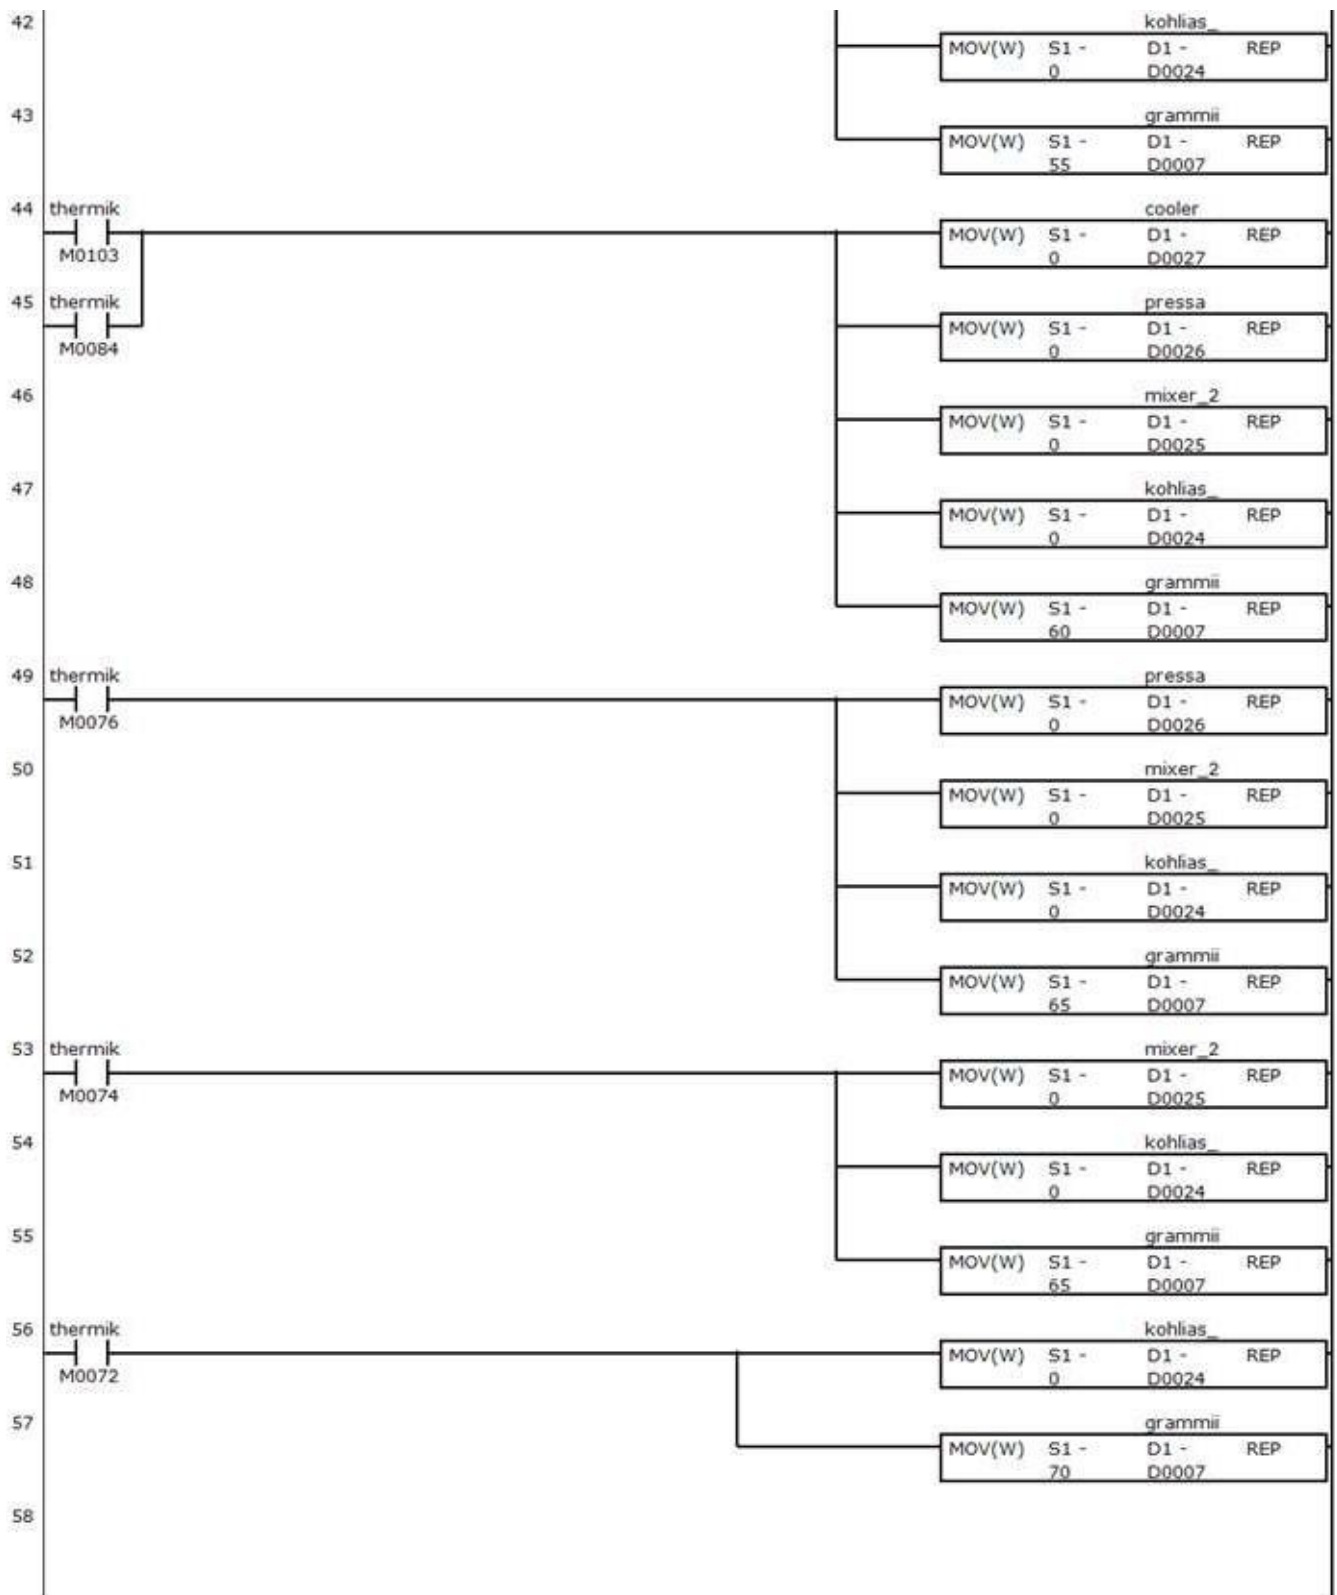 42
kohlias_
MOV(W) S1 - D1 - REP
0 D0024
43
grammii
MOV(W) S1 - D1 - REP
55 D0007
44 thermik cooler
MOV(W) S1 - D1 - REP
M0103 0 D0027
45 thermik pressa
MOV(W) S1 - D1 - REP
M0084 0 D0026
46 mixer_2
MOV(W) S1 - D1 - REP
0 D0025
47 kohlias_
MOV(W) S1 - D1 - REP
0 D0024
48 grammii
MOV(W) S1 - D1 - REP
60 D0007
49 thermik pressa
MOV(W) S1 - D1 - REP
M0076 0 D0026
50 mixer_2
MOV(W) S1 - D1 - REP
0 D0025
51 kohlias_
MOV(W) S1 - D1 - REP
0 D0024
52 grammii
MOV(W) S1 - D1 - REP
65 D0007
53 thermik mixer_2
MOV(W) S1 - D1 - REP
M0074 0 D0025
54 kohlias_
MOV(W) S1 - D1 - REP
0 D0024
55 grammii
MOV(W) S1 - D1 - REP
65 D0007
56 thermik kohlias_
MOV(W) S1 - D1 - REP
M0072 0 D0024
57 grammii
MOV(W) S1 - D1 - REP
70 D0007
58